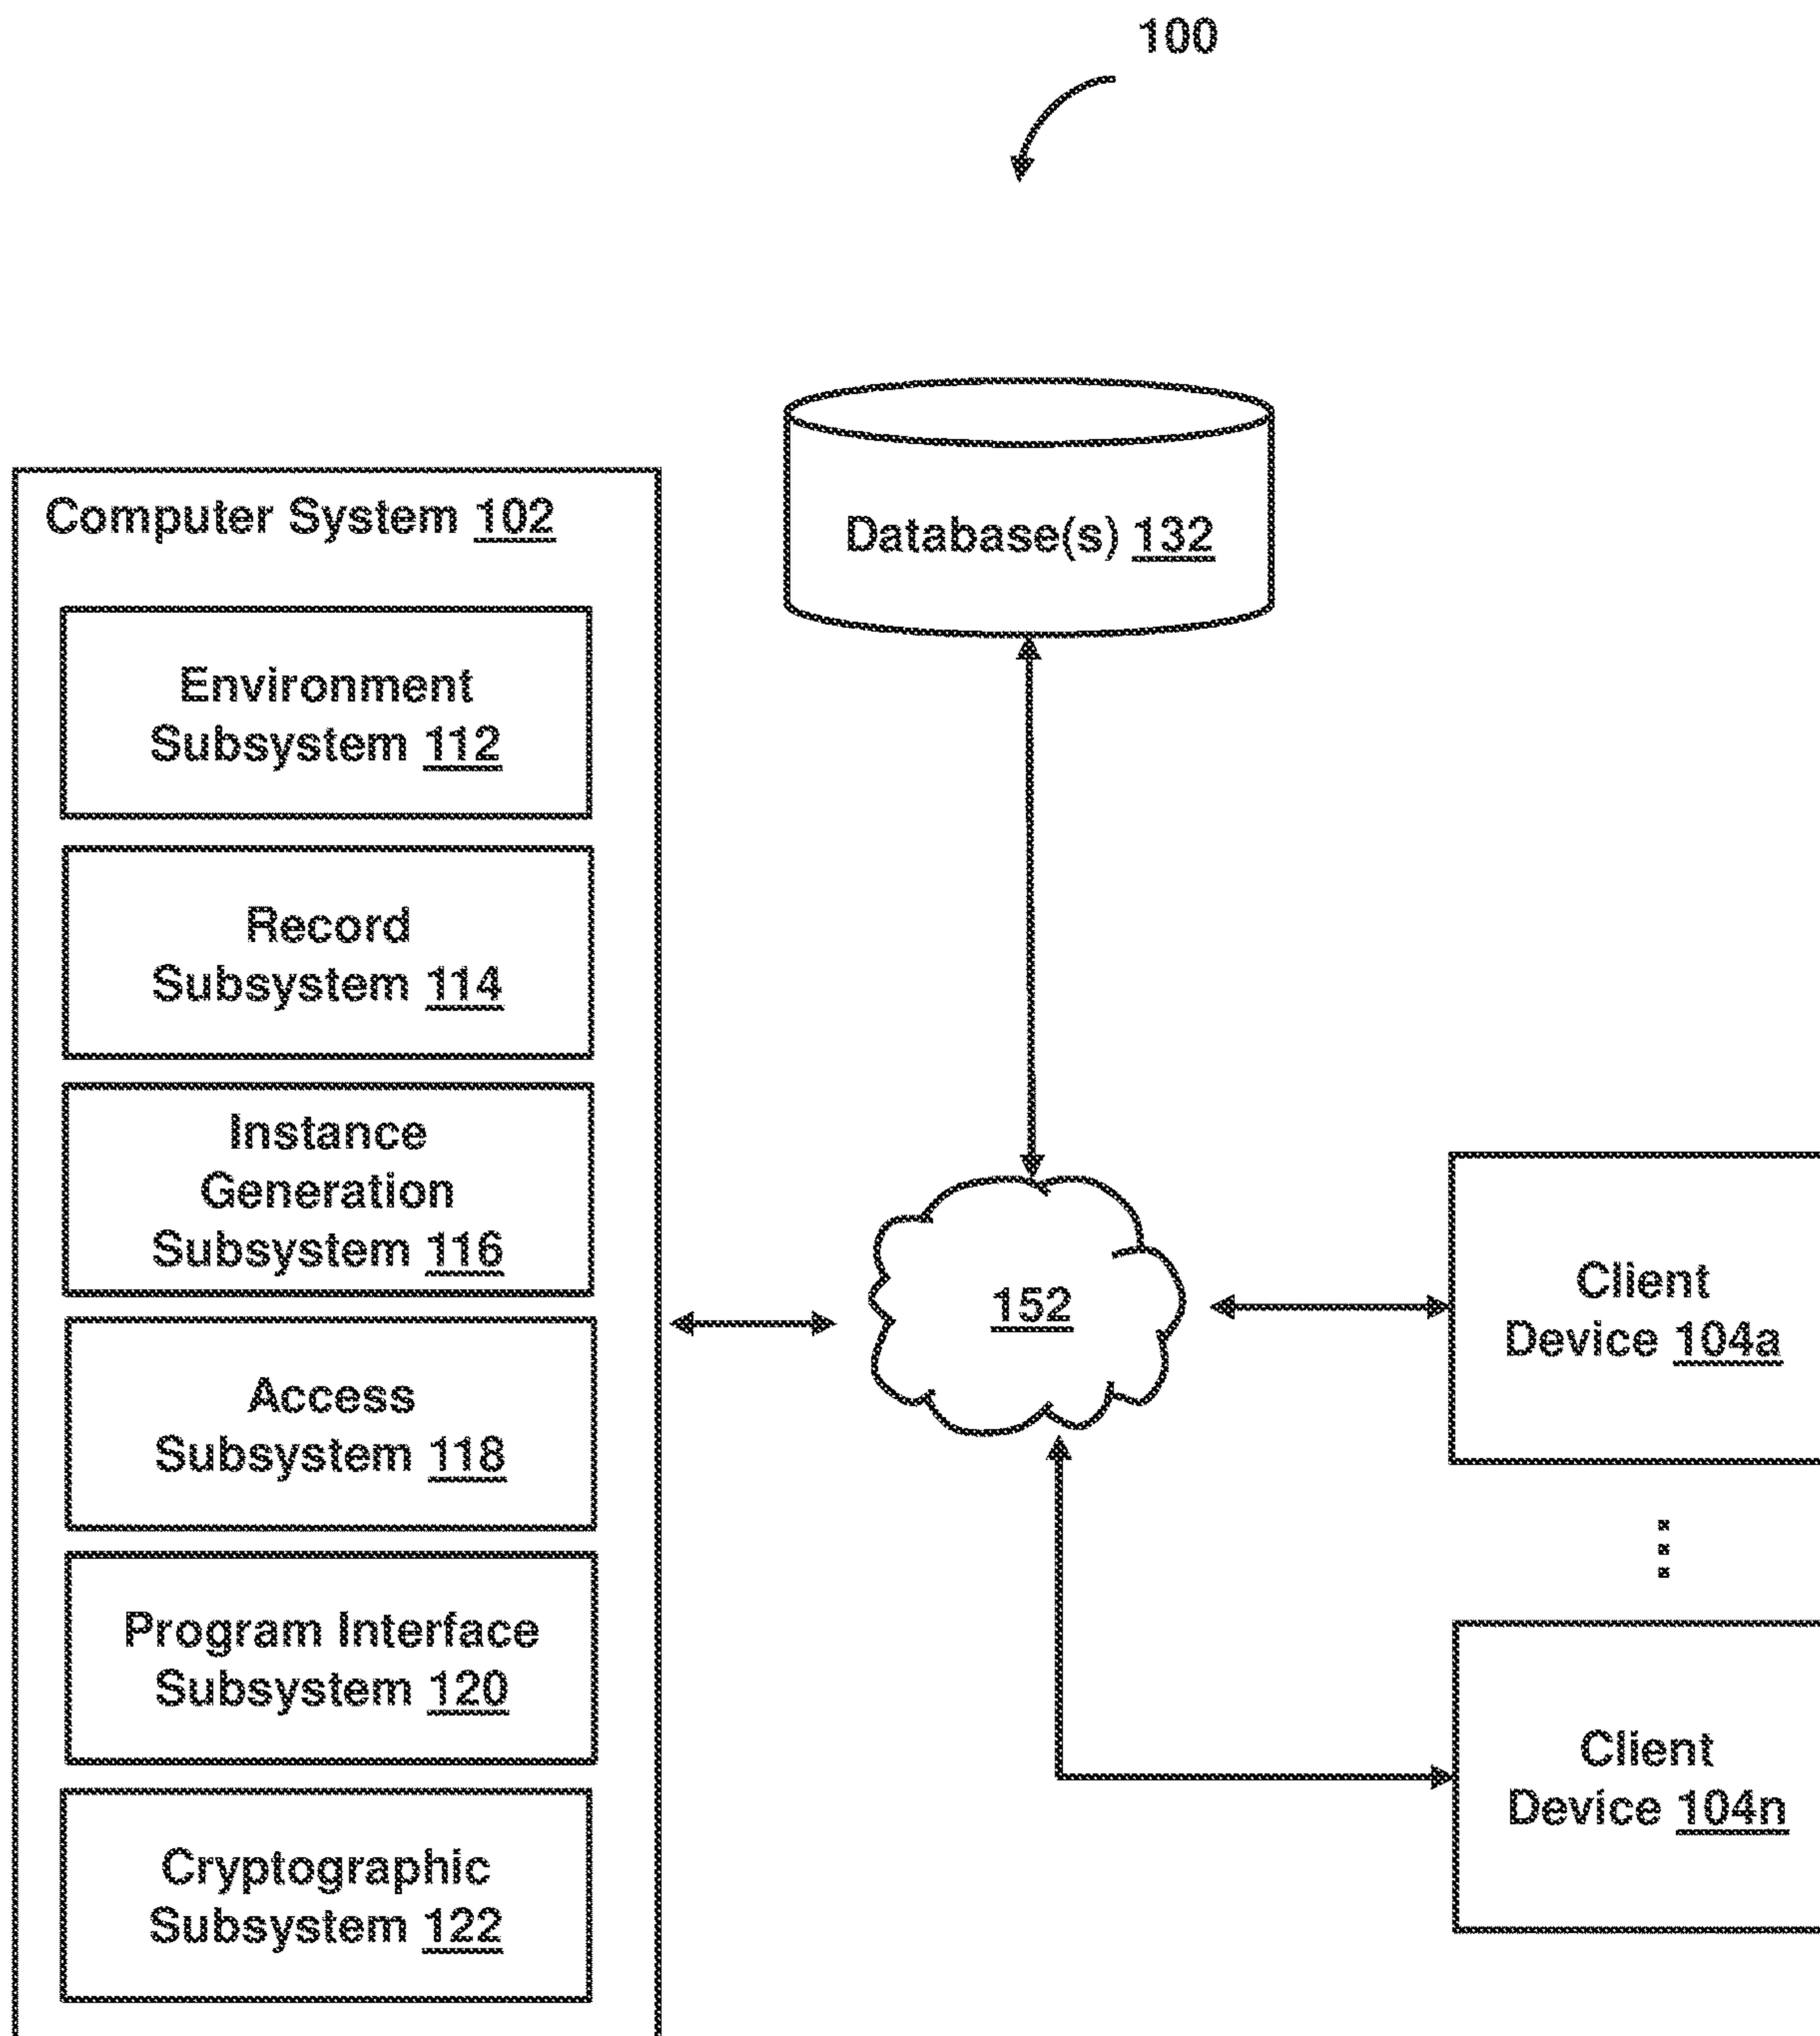 100
Database(s) 132
Computer System 102
Environment
Subsystem 112
Record
Subsystem 114
Instance
Generation
Subsystem 116
Access
Subsystem 118
Program Interface
Subsystem 120
Cryptographic
Subsystem 122
152
Client
Device 104a
Client
Device 104n